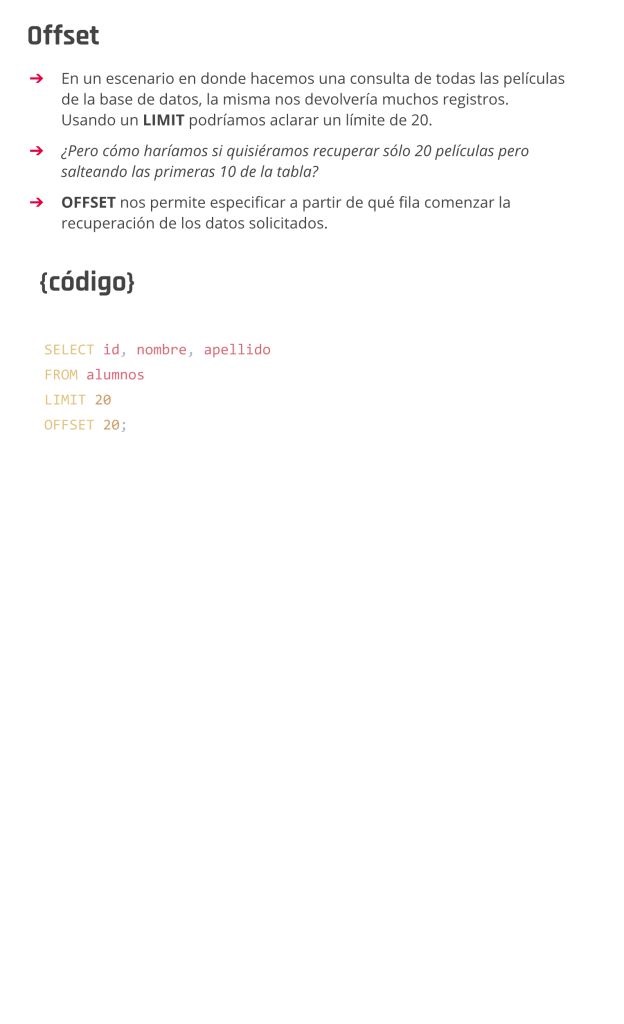 Offset
➔ En un escenario en donde hacemos una consulta de todas las películas
de la base de datos, la misma nos devolvería muchos registros.
Usando un LIMIT podríamos aclarar un límite de 20.
➔ ¿Pero cómo haríamos si quisiéramos recuperar sólo 20 películas pero
salteando las primeras 10 de la tabla?
➔ OFFSET nos permite especificar a partir de qué fila comenzar la
recuperación de los datos solicitados.
{código}
SELECT id, nombre, apellido
FROM alumnos
LIMIT 20
OFFSET 20;